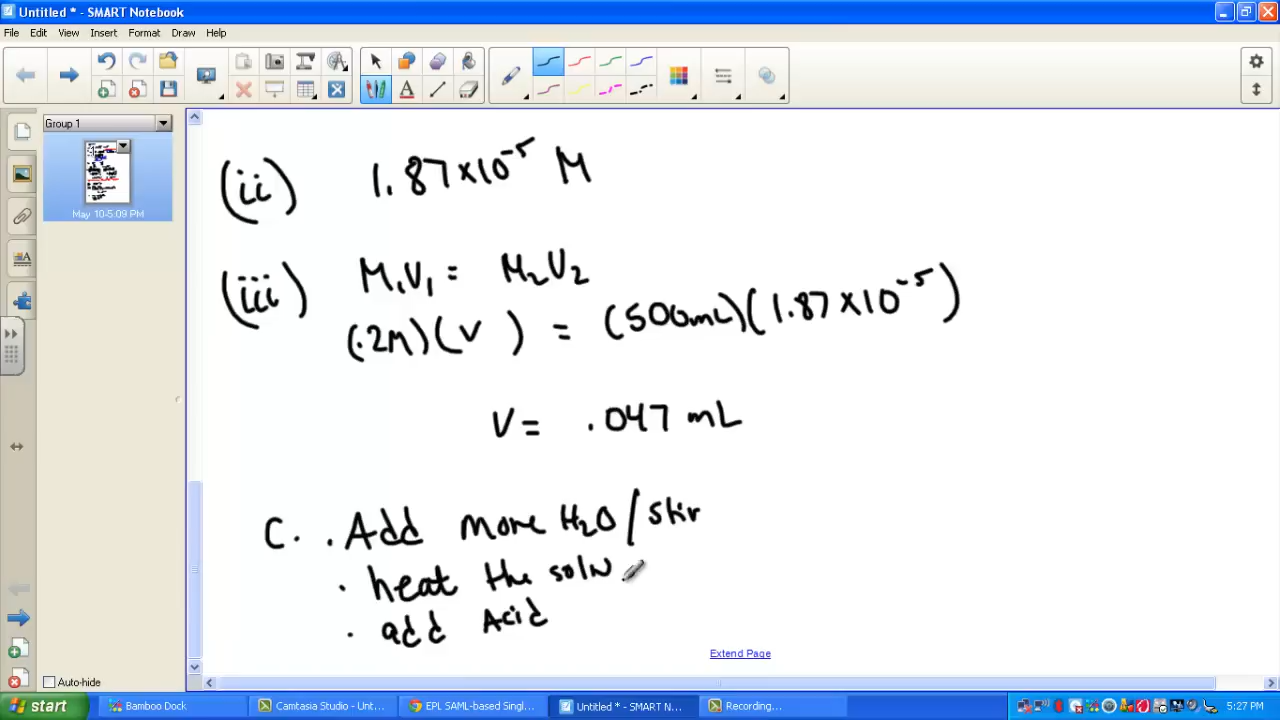 Untitled * - SMART Notebook
File Edit View Insert Format Draw Help
Group 1
May 10-5:09 PM
(ii) 1.87×10⁻⁵ M
(iii) M₁V₁ = M₂V₂
(.2M)(V ) = (500mL)(1.87×10⁻⁵)
V = .047 mL
C. . Add more H₂O/stir
· heat the soln
· add Acid
Extend Page
Auto-hide
start Bamboo Dock Camtasia Studio - Unt... EPL SAML-based Singl... Untitled * - SMART N... Recording... 5:27 PM